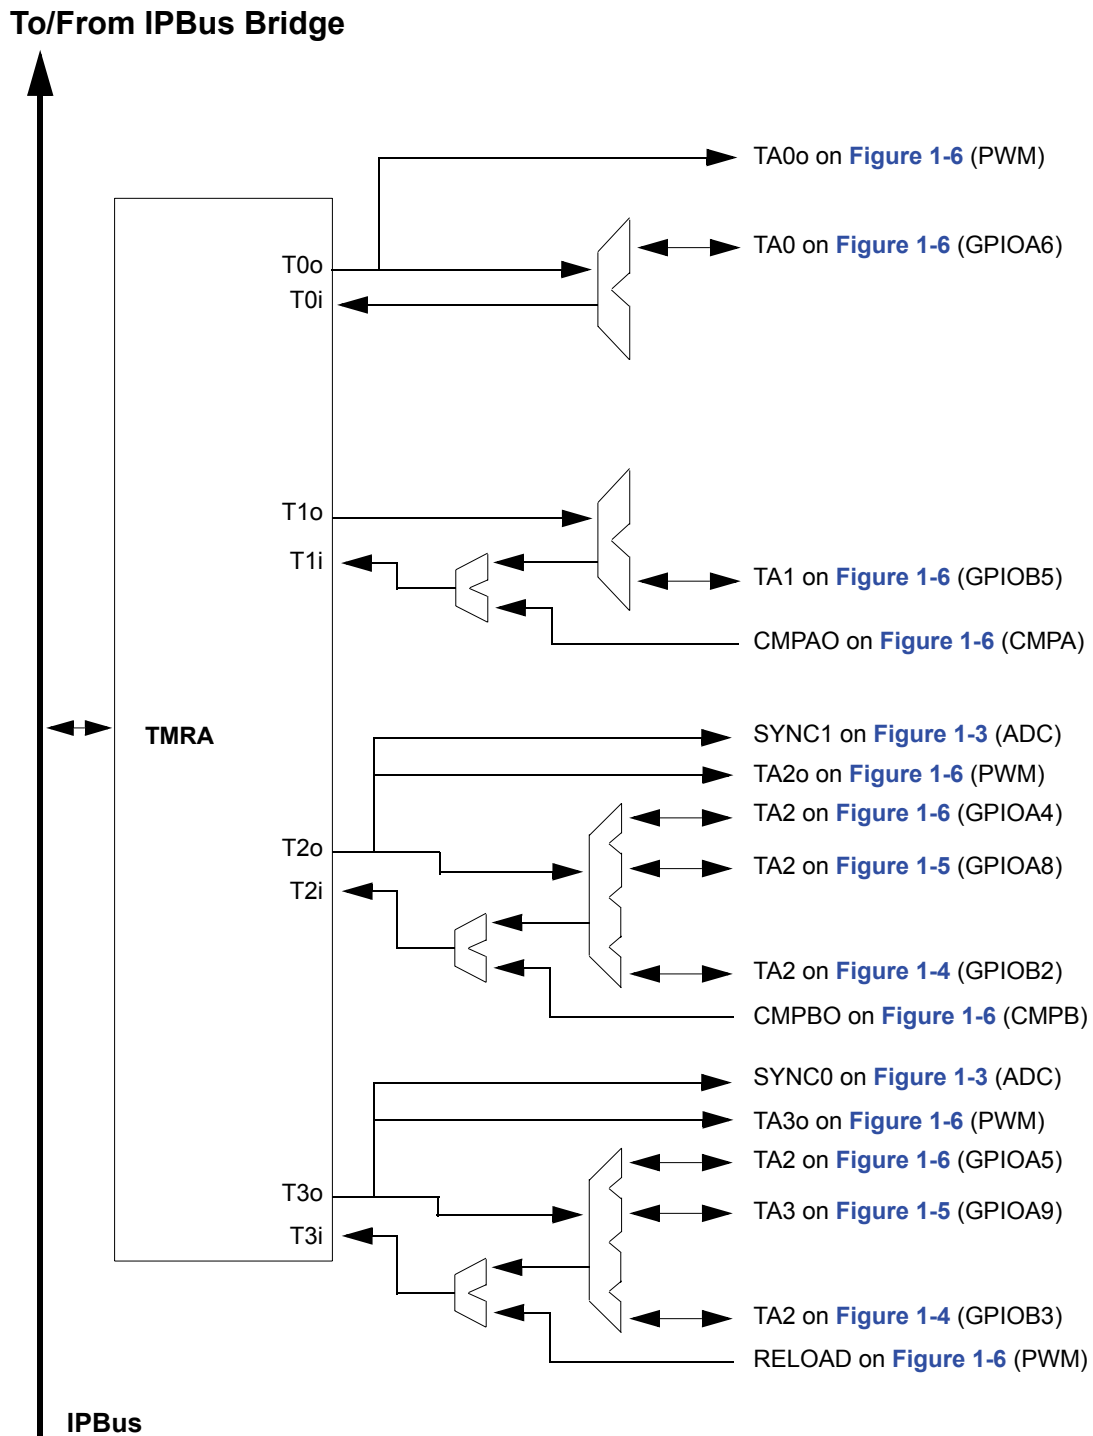 To/From IPBus Bridge
TA0o on Figure 1-6 (PWM)
TA0 on Figure 1-6 (GPIOA6)
T0o
T0i
T1o
T1i
TA1 on Figure 1-6 (GPIOB5)
CMPAO on Figure 1-6 (CMPA)
TMRA
SYNC1 on Figure 1-3 (ADC)
TA2o on Figure 1-6 (PWM)
TA2 on Figure 1-6 (GPIOA4)
T2o
TA2 on Figure 1-5 (GPIOA8)
T2i
TA2 on Figure 1-4 (GPIOB2)
CMPBO on Figure 1-6 (CMPB)
SYNC0 on Figure 1-3 (ADC)
TA3o on Figure 1-6 (PWM)
TA2 on Figure 1-6 (GPIOA5)
T3o
TA3 on Figure 1-5 (GPIOA9)
T3i
TA2 on Figure 1-4 (GPIOB3)
RELOAD on Figure 1-6 (PWM)
IPBus